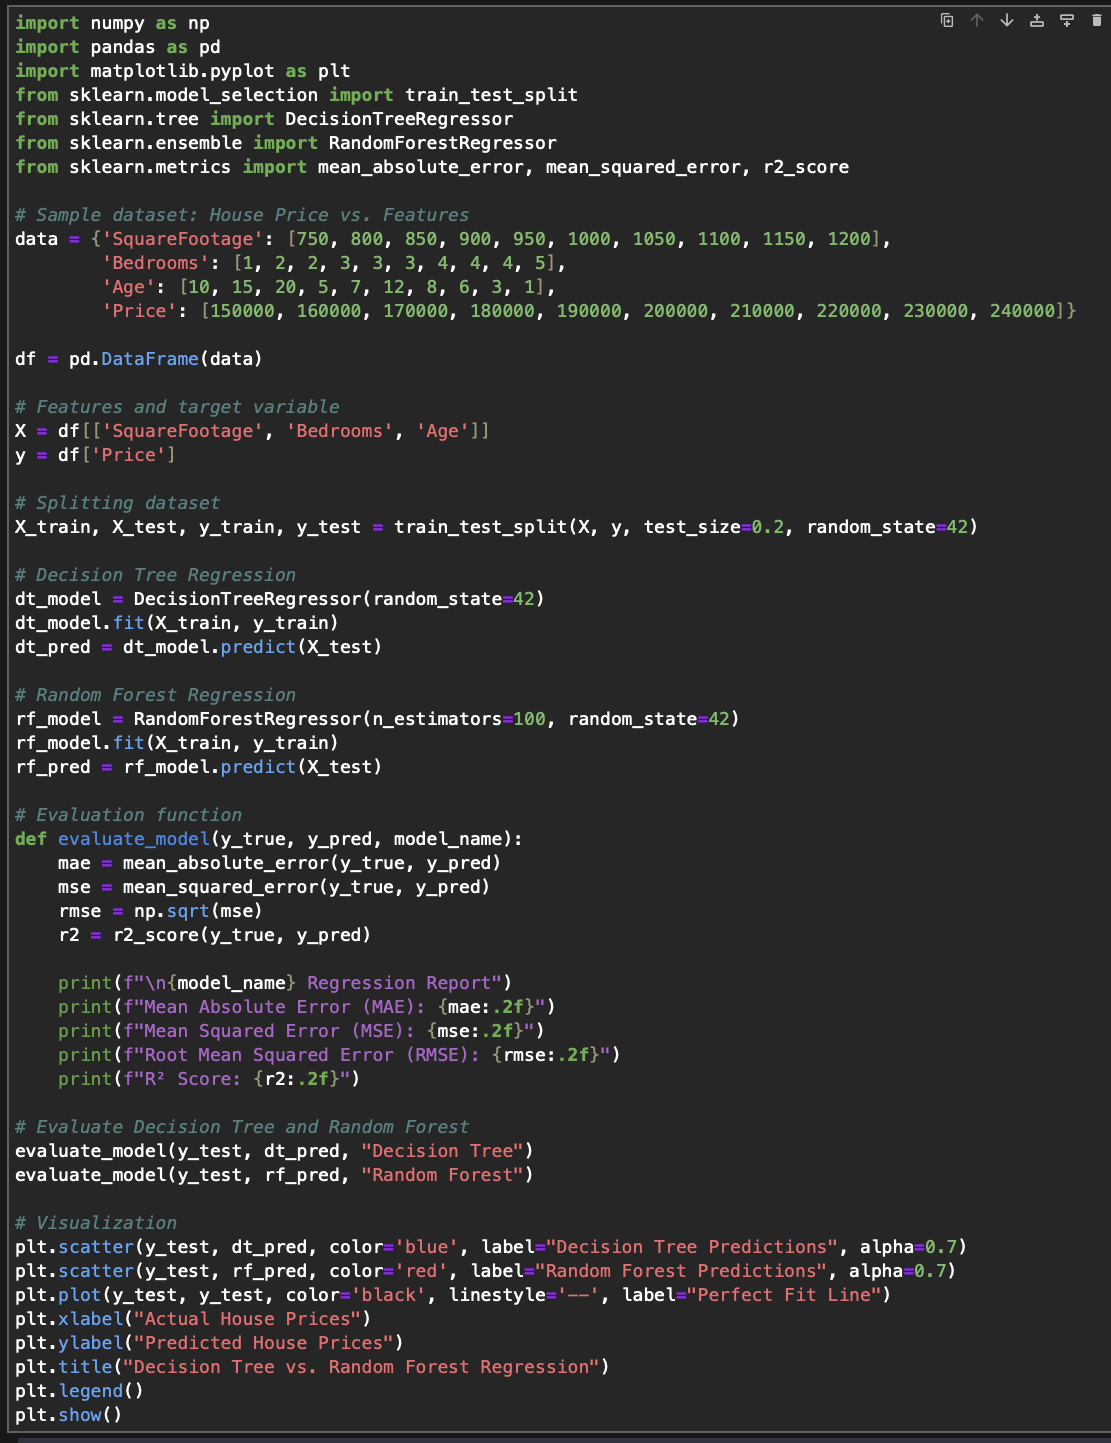 import numpy as np
import pandas as pd
import matplotlib.pyplot as plt
from sklearn.model_selection import train_test_split
from sklearn.tree import DecisionTreeRegressor
from sklearn.ensemble import RandomForestRegressor
from sklearn.metrics import mean_absolute_error, mean_squared_error, r2_score

# Sample dataset: House Price vs. Features
data = {'SquareFootage': [750, 800, 850, 900, 950, 1000, 1050, 1100, 1150, 1200],
        'Bedrooms': [1, 2, 2, 3, 3, 3, 4, 4, 4, 5],
        'Age': [10, 15, 20, 5, 7, 12, 8, 6, 3, 1],
        'Price': [150000, 160000, 170000, 180000, 190000, 200000, 210000, 220000, 230000, 240000]}

df = pd.DataFrame(data)

# Features and target variable
X = df[['SquareFootage', 'Bedrooms', 'Age']]
y = df['Price']

# Splitting dataset
X_train, X_test, y_train, y_test = train_test_split(X, y, test_size=0.2, random_state=42)

# Decision Tree Regression
dt_model = DecisionTreeRegressor(random_state=42)
dt_model.fit(X_train, y_train)
dt_pred = dt_model.predict(X_test)

# Random Forest Regression
rf_model = RandomForestRegressor(n_estimators=100, random_state=42)
rf_model.fit(X_train, y_train)
rf_pred = rf_model.predict(X_test)

# Evaluation function
def evaluate_model(y_true, y_pred, model_name):
    mae = mean_absolute_error(y_true, y_pred)
    mse = mean_squared_error(y_true, y_pred)
    rmse = np.sqrt(mse)
    r2 = r2_score(y_true, y_pred)

    print(f"\n{model_name} Regression Report")
    print(f"Mean Absolute Error (MAE): {mae:.2f}")
    print(f"Mean Squared Error (MSE): {mse:.2f}")
    print(f"Root Mean Squared Error (RMSE): {rmse:.2f}")
    print(f"R² Score: {r2:.2f}")

# Evaluate Decision Tree and Random Forest
evaluate_model(y_test, dt_pred, "Decision Tree")
evaluate_model(y_test, rf_pred, "Random Forest")

# Visualization
plt.scatter(y_test, dt_pred, color='blue', label="Decision Tree Predictions", alpha=0.7)
plt.scatter(y_test, rf_pred, color='red', label="Random Forest Predictions", alpha=0.7)
plt.plot(y_test, y_test, color='black', linestyle='--', label="Perfect Fit Line")
plt.xlabel("Actual House Prices")
plt.ylabel("Predicted House Prices")
plt.title("Decision Tree vs. Random Forest Regression")
plt.legend()
plt.show()